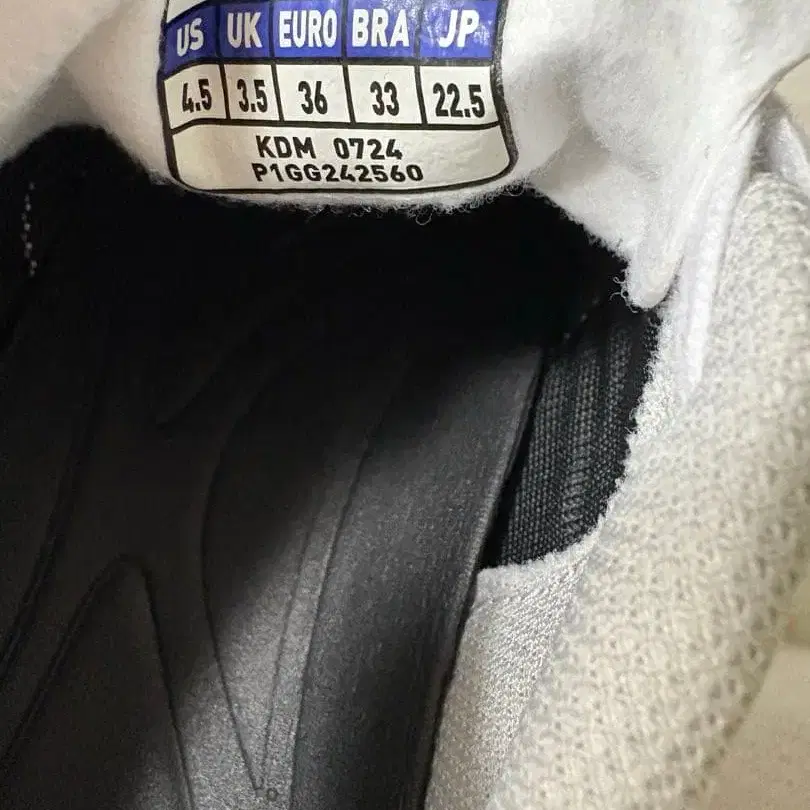 US UK EURO BRA JP
4.5 3.5 36 33 22.5
KDM 0724
P1GG242560